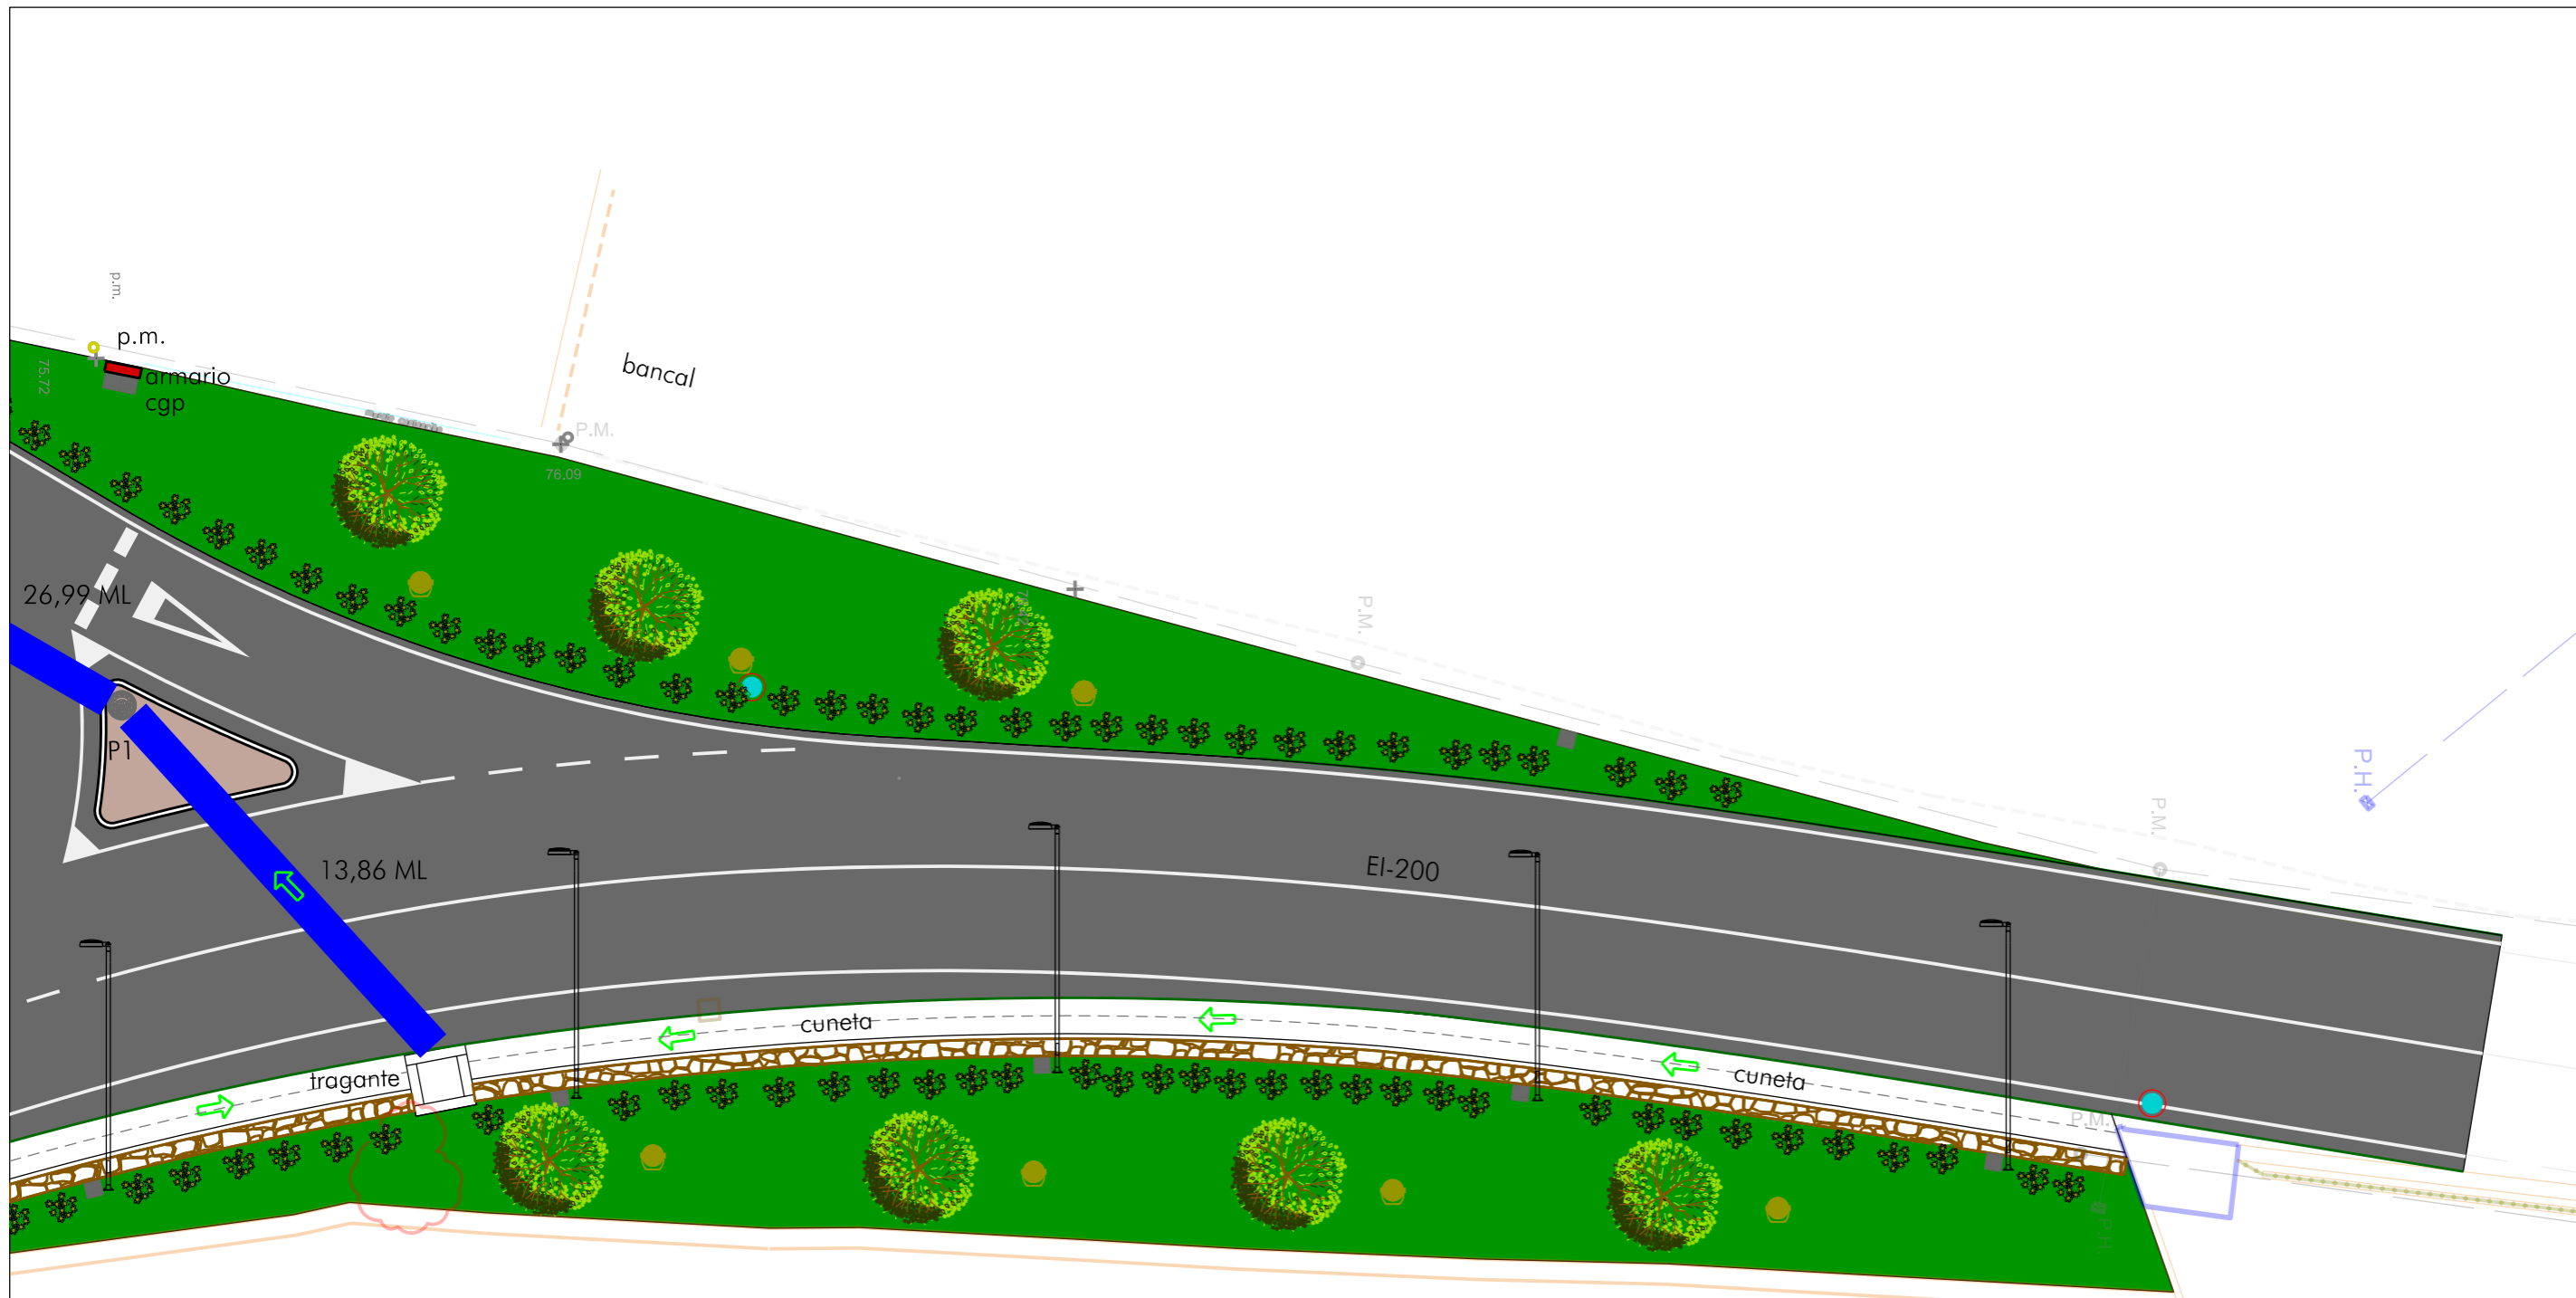 p.m.
p.m.
armario
cgp
75.72
bancal
P.M.
76.09
26,99 ML
P.M.
P1
13,86 ML
EI-200
P.M.
P.H.
cuneta
tragante
cuneta
P.M.
P.H.